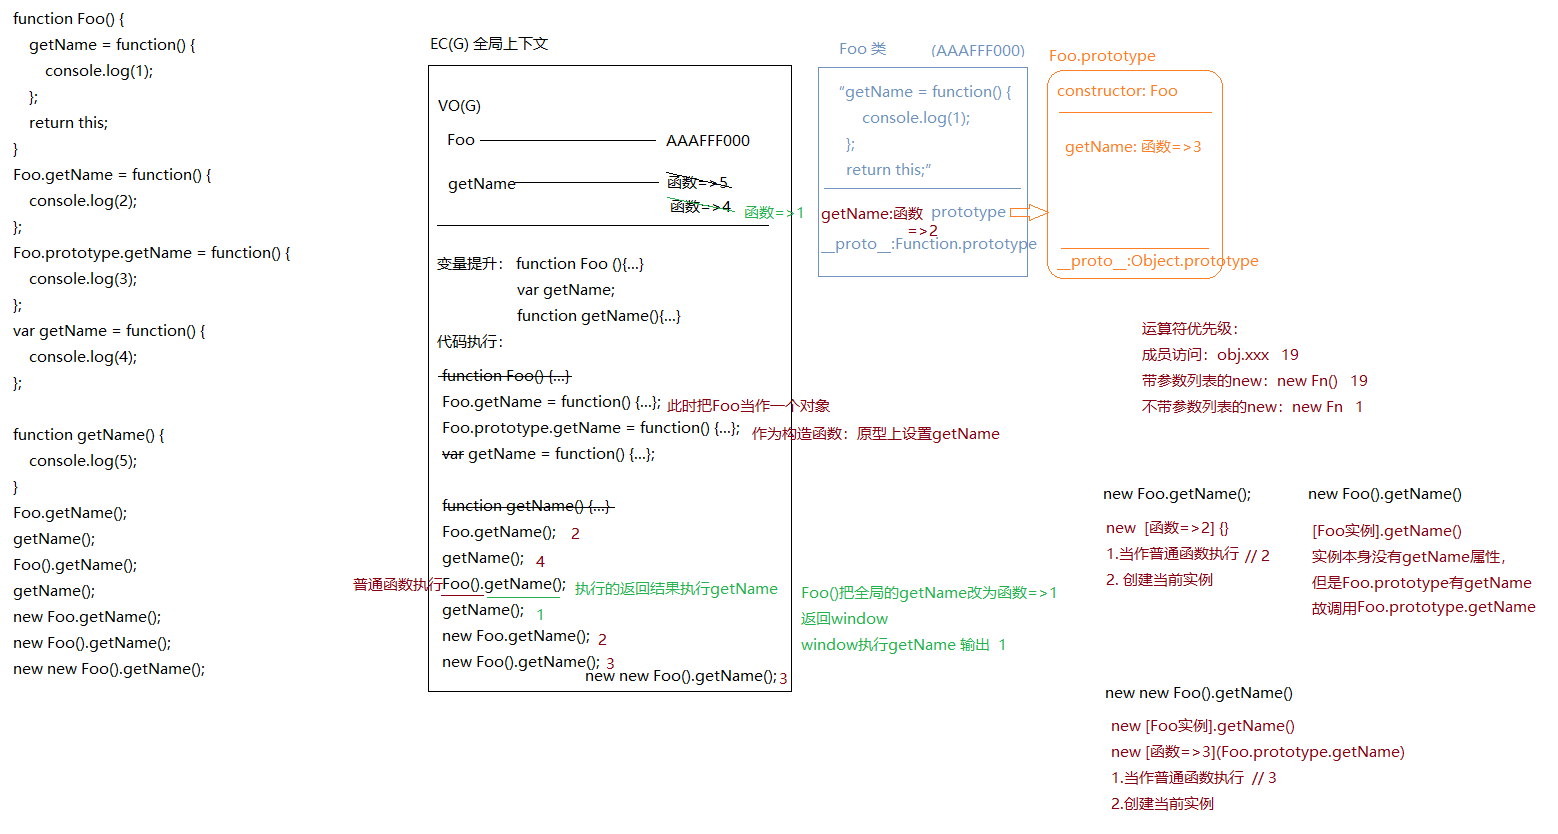 function Foo() {
getName = function() {
console.log(1);
};
return this;
}
Foo.getName = function() {
console.log(2);
};
Foo.prototype.getName = function() {
console.log(3);
};
var getName = function() {
console.log(4);
};
function getName() {
console.log(5);
}
Foo.getName();
getName();
Foo().getName();
getName();
new Foo.getName();
new Foo().getName();
new new Foo().getName();
EC(G) 全局上下文
VO(G)
Foo AAAFFF000
getName 函数=>5
函数=>4 函数=>1
变量提升： function Foo (){...}
var getName;
function getName(){...}
代码执行：
function Foo() {...}
Foo.getName = function() {...}; 此时把Foo当作一个对象
Foo.prototype.getName = function() {...}; 作为构造函数：原型上设置getName
var getName = function() {...};
function getName() {...}
Foo.getName(); 2
getName(); 4
普通函数执行 Foo().getName(); 执行的返回结果执行getName
getName(); 1
new Foo.getName(); 2
new Foo().getName(); 3
new new Foo().getName(); 3
Foo()把全局的getName改为函数=>1
返回window
window执行getName 输出 1
Foo 类 (AAAFFF000)
“getName = function() {
console.log(1);
};
return this;”
getName:函数 prototype
=>2
__proto__:Function.prototype
Foo.prototype
constructor: Foo
getName: 函数=>3
__proto__:Object.prototype
运算符优先级：
成员访问：obj.xxx 19
带参数列表的new：new Fn() 19
不带参数列表的new：new Fn 1
new Foo.getName();
new [函数=>2] {}
1.当作普通函数执行 // 2
2. 创建当前实例
new Foo().getName()
[Foo实例].getName()
实例本身没有getName属性，
但是Foo.prototype有getName
故调用Foo.prototype.getName
new new Foo().getName()
new [Foo实例].getName()
new [函数=>3](Foo.prototype.getName)
1.当作普通函数执行 // 3
2.创建当前实例